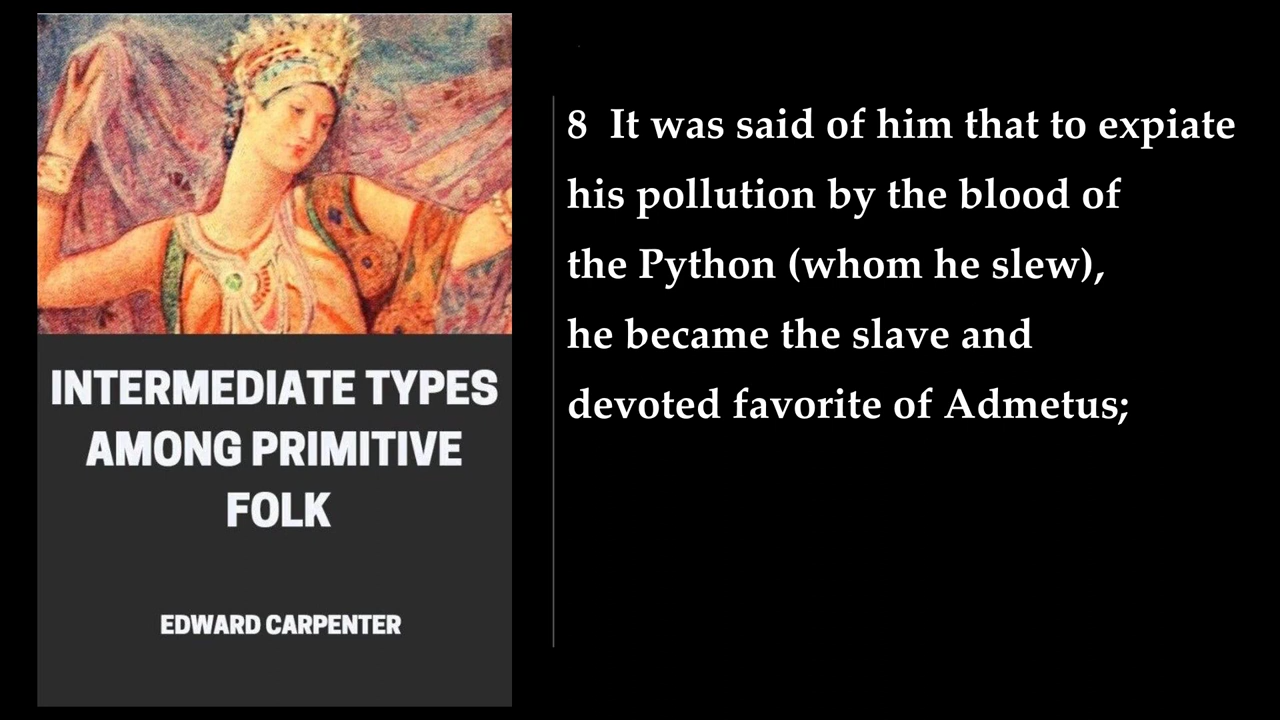 INTERMEDIATE TYPES
AMONG PRIMITIVE
FOLK
EDWARD CARPENTER
8 It was said of him that to expiate
his pollution by the blood of
the Python (whom he slew),
he became the slave and
devoted favorite of Admetus;